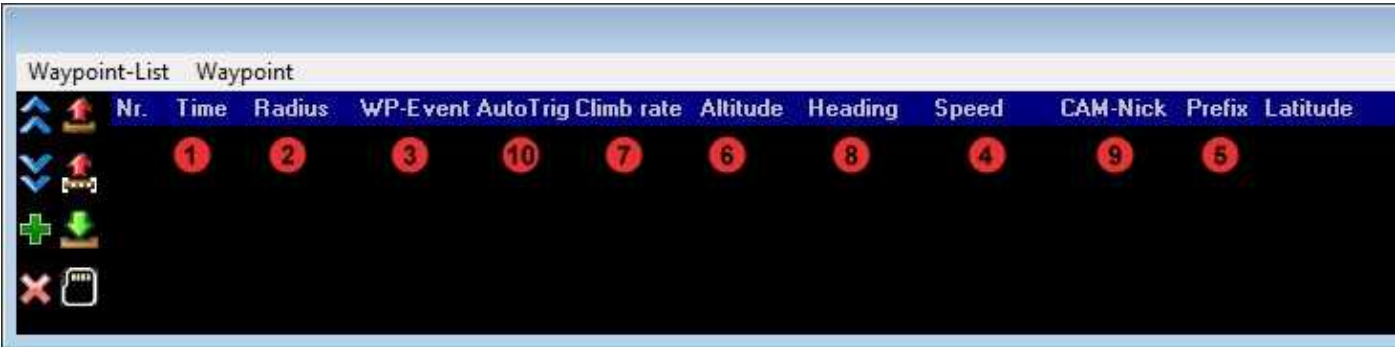 Waypoint-List Waypoint
Nr. Time Radius WP-Event AutoTrig Climb rate Altitude Heading Speed CAM-Nick Prefix Latitude
1 2 3 10 7 6 8 4 9 5